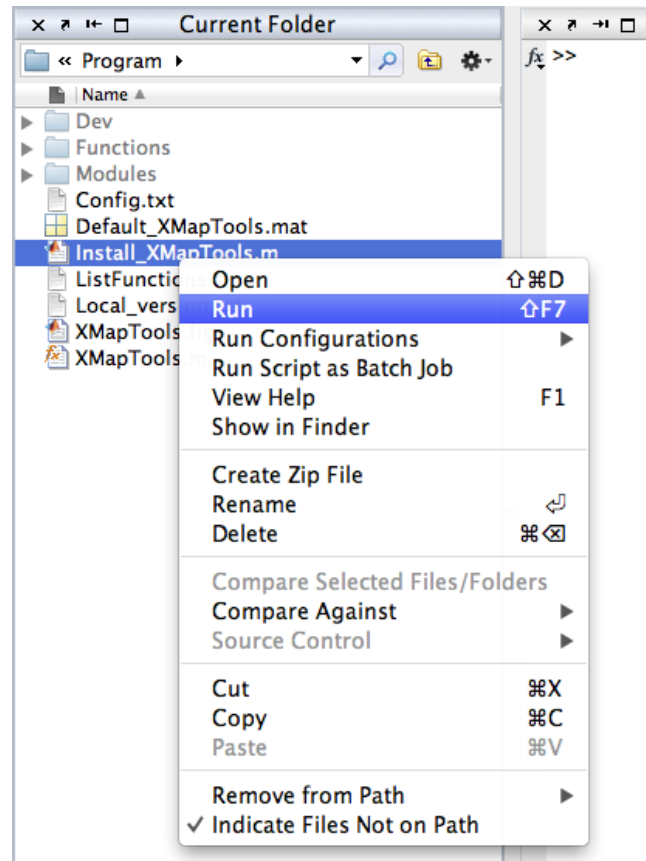 Current Folder
« Program
Name
Dev
Functions
Modules
Config.txt
Default_XMapTools.mat
Install_XMapTools.m
ListFunctio
Local_vers
XMapTools
XMapTools
fx >>
Open ⇧⌘D
Run ⇧F7
Run Configurations
Run Script as Batch Job
View Help F1
Show in Finder
Create Zip File
Rename ⏎
Delete ⌘⌫
Compare Selected Files/Folders
Compare Against
Source Control
Cut ⌘X
Copy ⌘C
Paste ⌘V
Remove from Path
✓ Indicate Files Not on Path